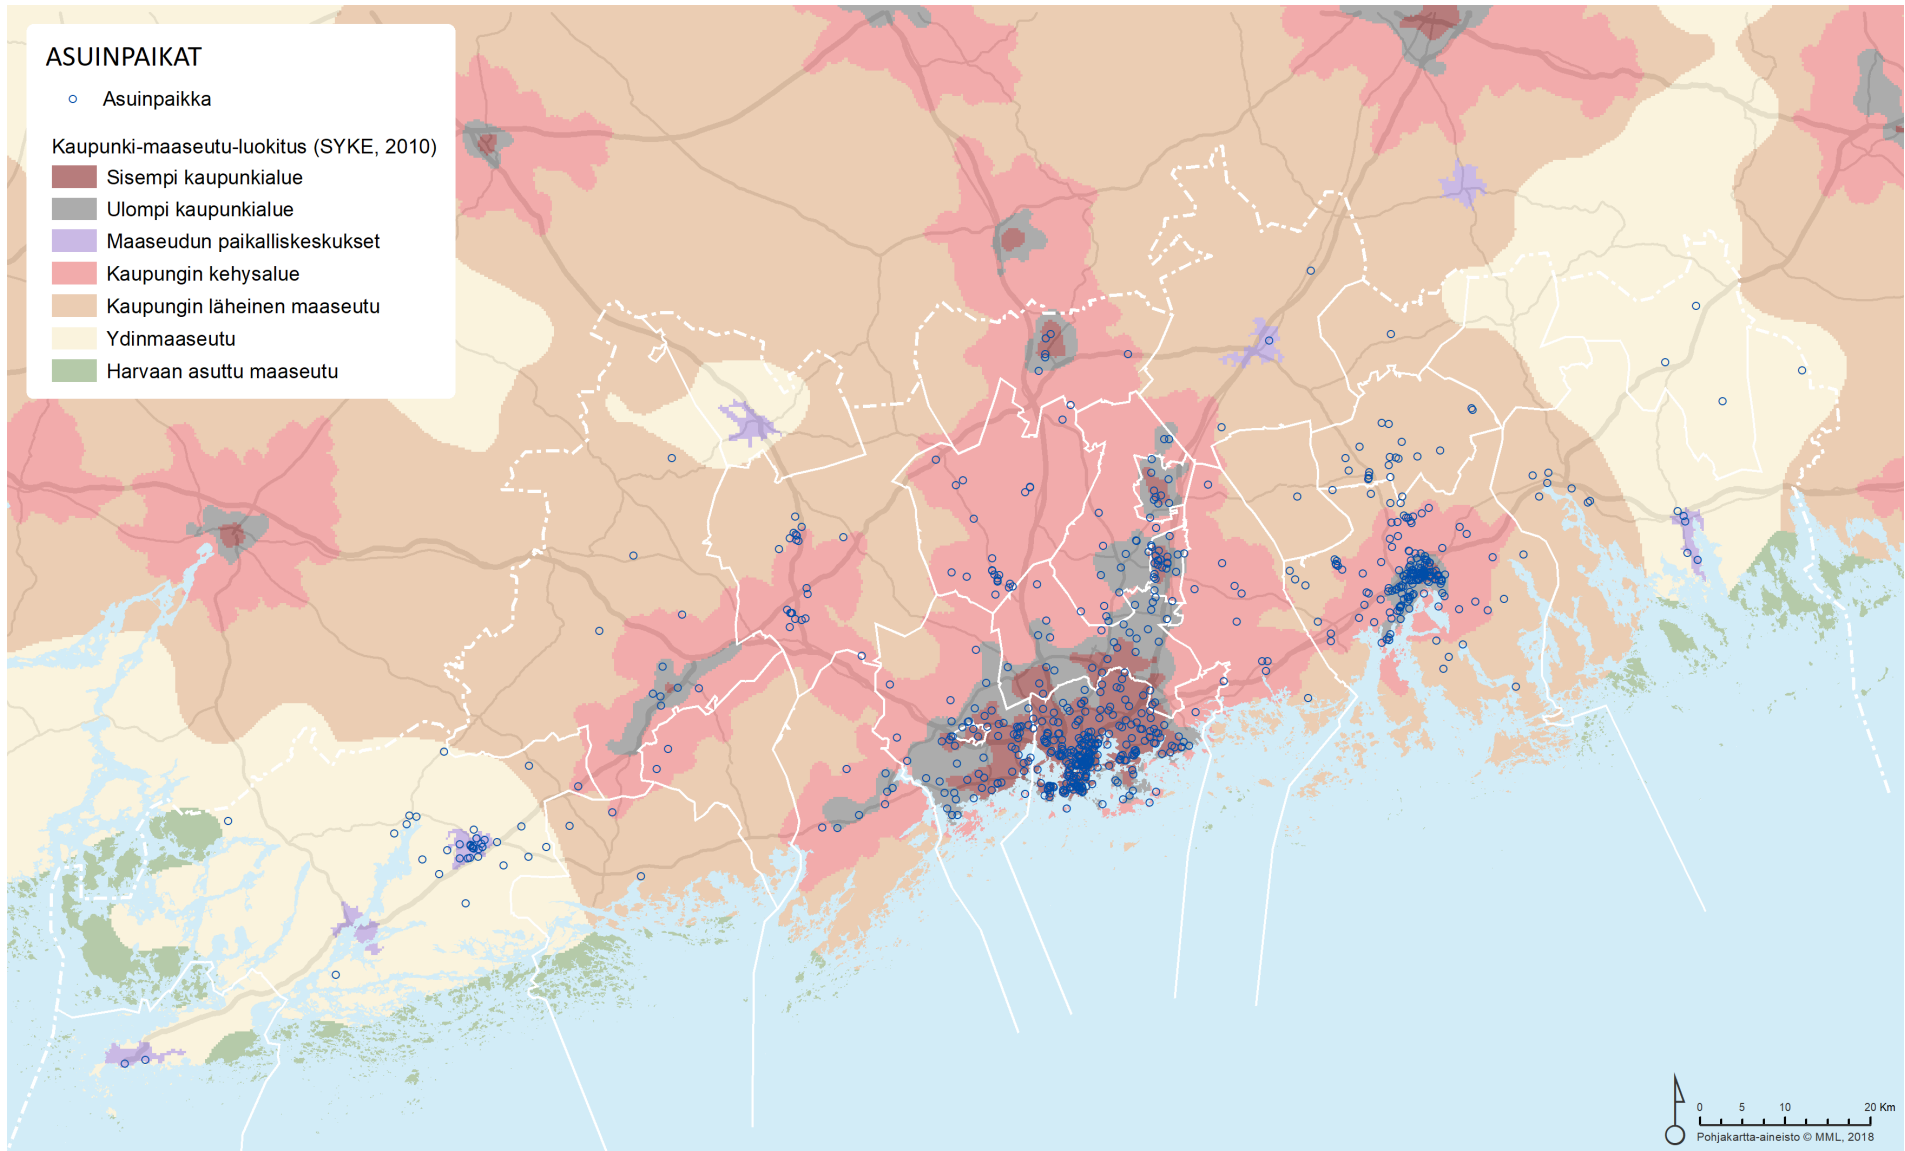 ASUINPAIKAT
Asuinpaikka
Kaupunki-maaseutu-luokitus (SYKE, 2010)
Sisempi kaupunkialue
Ulompi kaupunkialue
Maaseudun paikalliskeskukset
Kaupungin kehysalue
Kaupungin läheinen maaseutu
Ydinmaaseutu
Harvaan asuttu maaseutu
0 5 10 20 Km
Pohjakartta-aineisto © MML, 2018